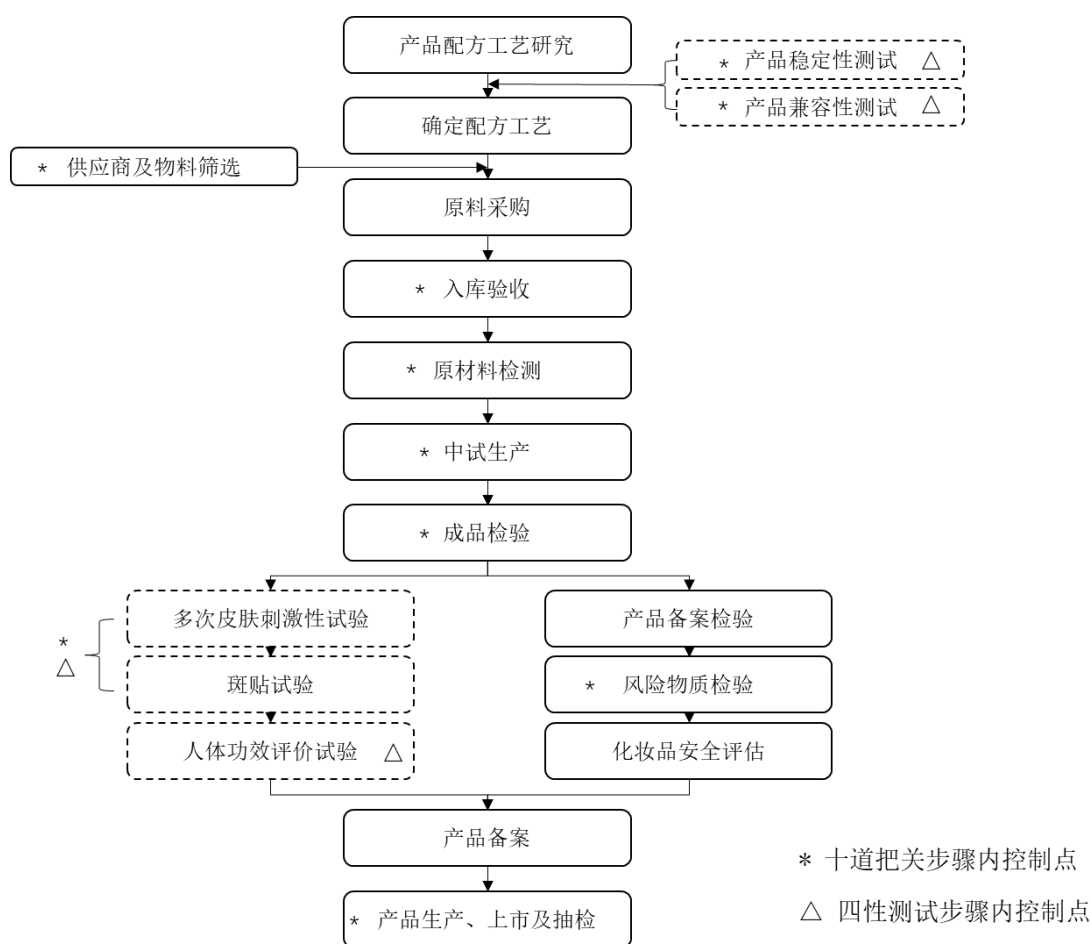 产品配方工艺研究
* 产品稳定性测试 △
* 产品兼容性测试 △
确定配方工艺
* 供应商及物料筛选
原料采购
* 入库验收
* 原材料检测
* 中试生产
* 成品检验
多次皮肤刺激性试验
产品备案检验
*
△
斑贴试验
* 风险物质检验
人体功效评价试验 △
化妆品安全评估
产品备案
* 产品生产、上市及抽检
* 十道把关步骤内控制点
△ 四性测试步骤内控制点